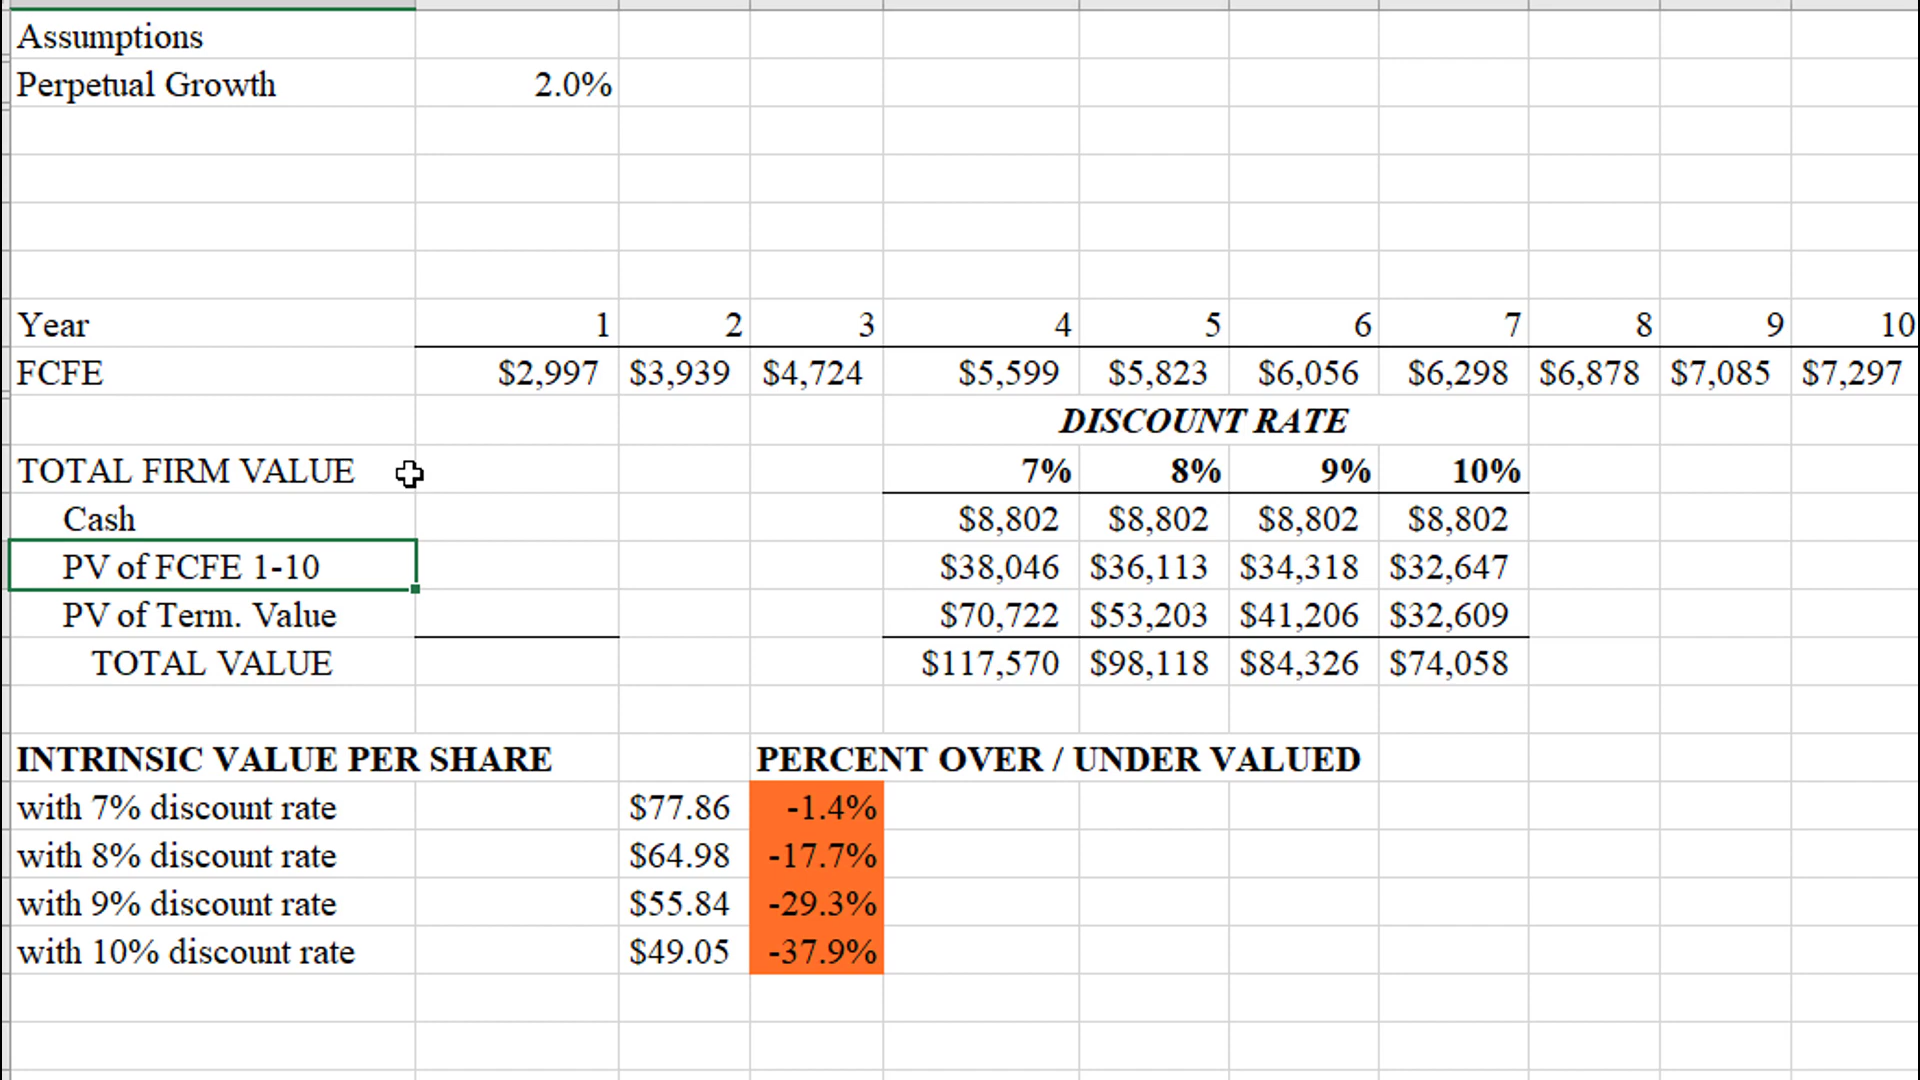 Assumptions
Perpetual Growth 2.0%
Year 1 2 3 4 5 6 7 8 9 10
FCFE $2,997 $3,939 $4,724 $5,599 $5,823 $6,056 $6,298 $6,878 $7,085 $7,297
DISCOUNT RATE
TOTAL FIRM VALUE 7% 8% 9% 10%
Cash $8,802 $8,802 $8,802 $8,802
PV of FCFE 1-10 $38,046 $36,113 $34,318 $32,647
PV of Term. Value $70,722 $53,203 $41,206 $32,609
TOTAL VALUE $117,570 $98,118 $84,326 $74,058
INTRINSIC VALUE PER SHARE PERCENT OVER / UNDER VALUED
with 7% discount rate $77.86 -1.4%
with 8% discount rate $64.98 -17.7%
with 9% discount rate $55.84 -29.3%
with 10% discount rate $49.05 -37.9%